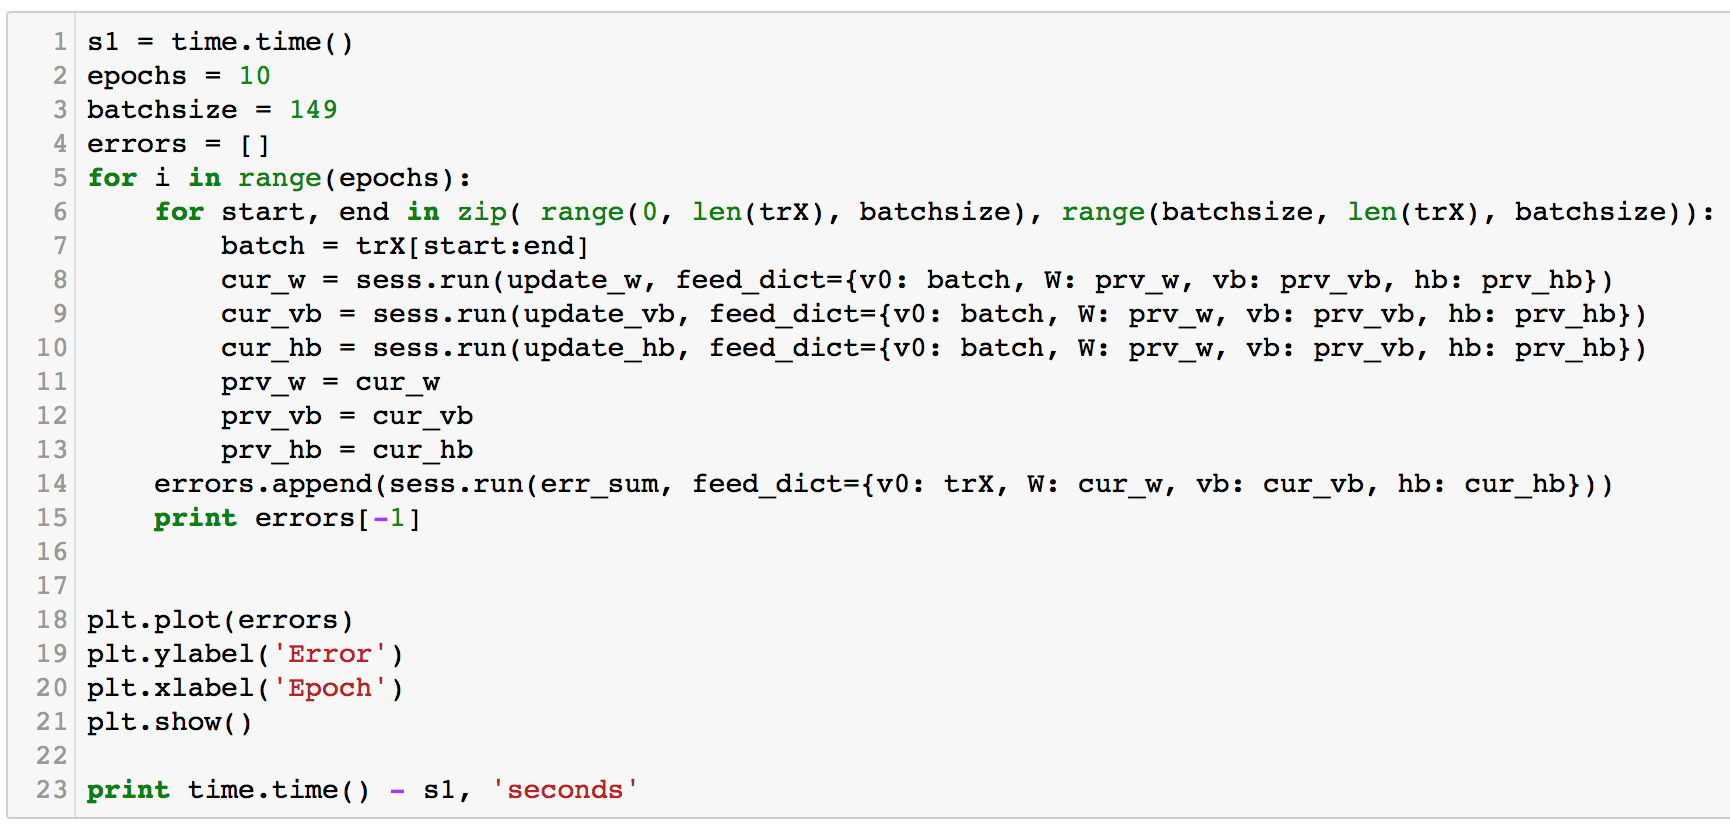 1 s1 = time.time()
2 epochs = 10
3 batchsize = 149
4 errors = []
5 for i in range(epochs):
6     for start, end in zip( range(0, len(trX), batchsize), range(batchsize, len(trX), batchsize)):
7         batch = trX[start:end]
8         cur_w = sess.run(update_w, feed_dict={v0: batch, W: prv_w, vb: prv_vb, hb: prv_hb})
9         cur_vb = sess.run(update_vb, feed_dict={v0: batch, W: prv_w, vb: prv_vb, hb: prv_hb})
10         cur_hb = sess.run(update_hb, feed_dict={v0: batch, W: prv_w, vb: prv_vb, hb: prv_hb})
11         prv_w = cur_w
12         prv_vb = cur_vb
13         prv_hb = cur_hb
14     errors.append(sess.run(err_sum, feed_dict={v0: trX, W: cur_w, vb: cur_vb, hb: cur_hb}))
15     print errors[-1]
16
17
18 plt.plot(errors)
19 plt.ylabel('Error')
20 plt.xlabel('Epoch')
21 plt.show()
22
23 print time.time() - s1, 'seconds'